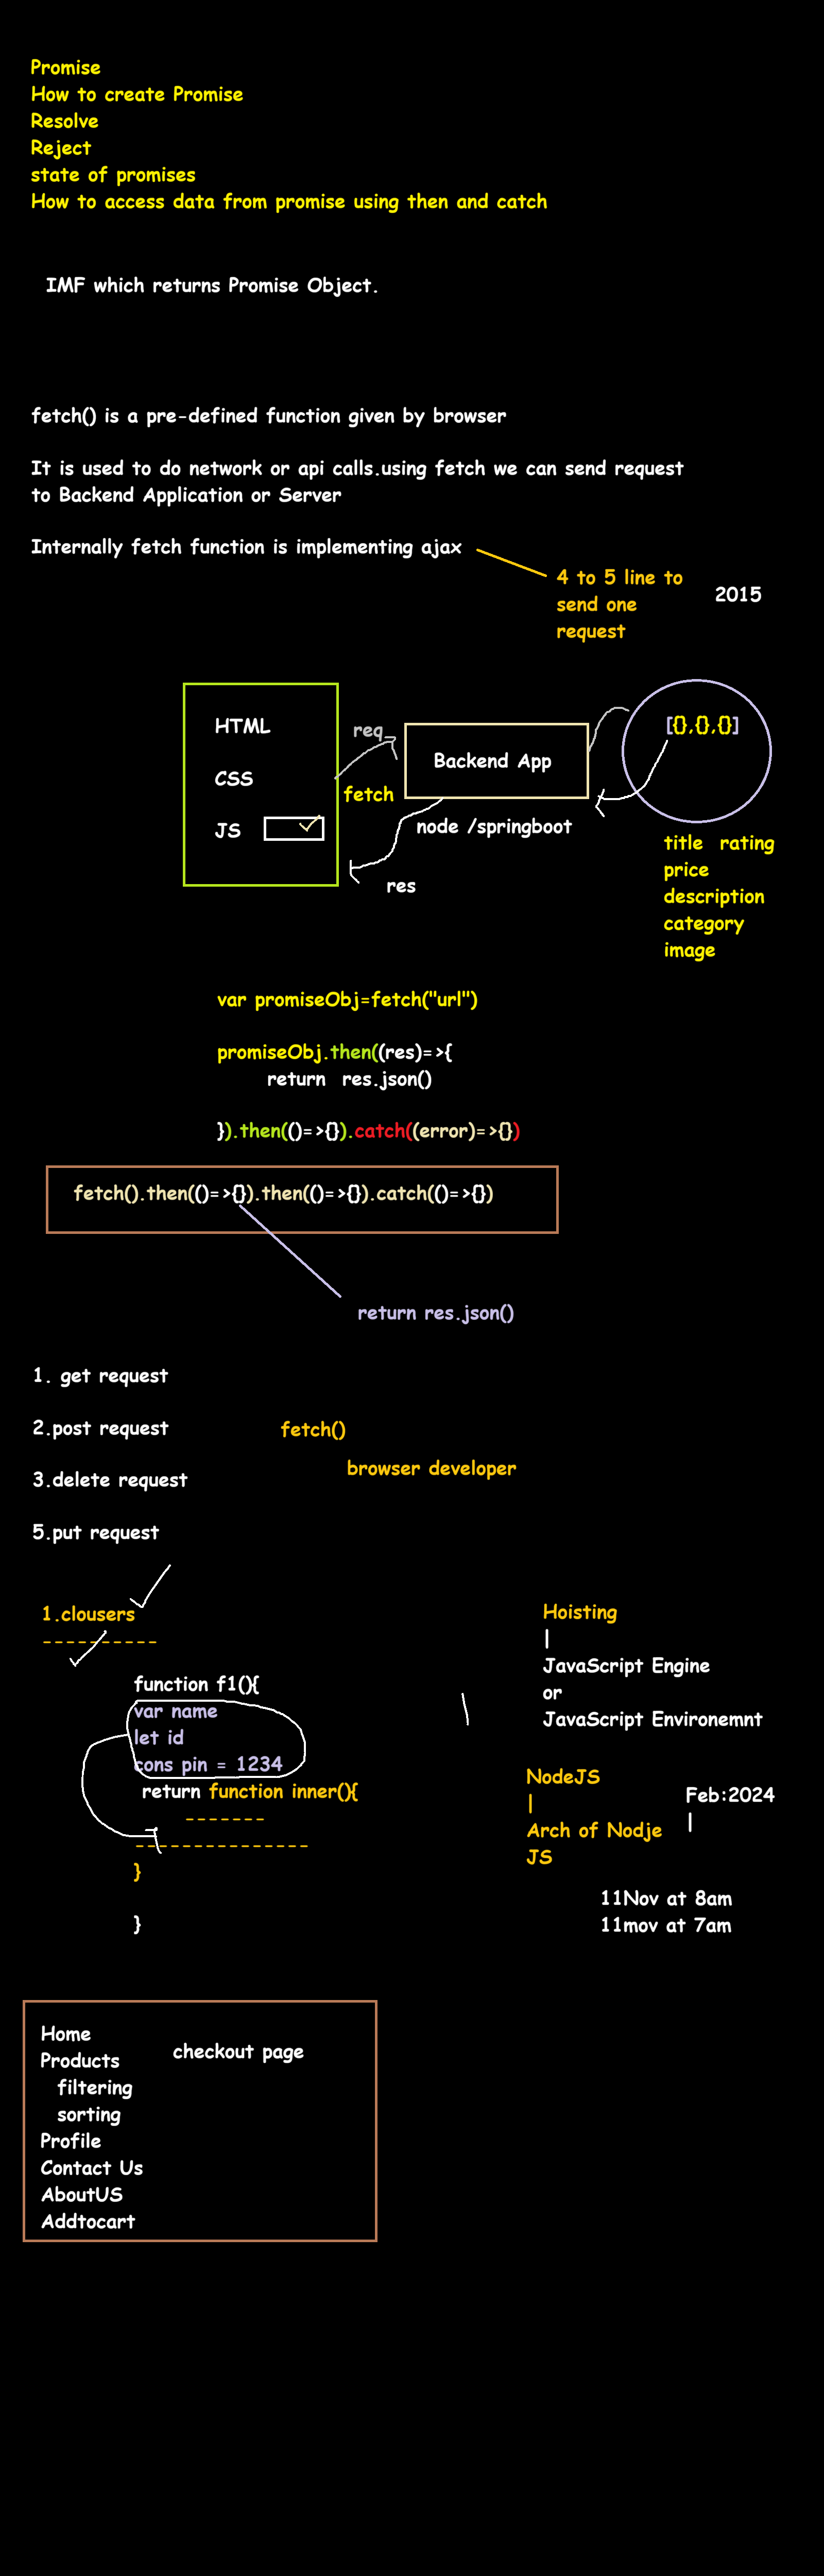 Promise
How to create Promise
Resolve
Reject
state of promises
How to access data from promise using then and catch
IMF which returns Promise Object.
fetch() is a pre-defined function given by browser
It is used to do network or api calls.using fetch we can send request
to Backend Application or Server
Internally fetch function is implementing ajax
4 to 5 line to
send one
request
2015
HTML
CSS
JS
req
fetch
Backend App
node /springboot
res
[{},{},{}]
title rating
price
description
category
image
var promiseObj=fetch("url")
promiseObj.then((res)=>{
return res.json()
}).then(()=>{}).catch((error)=>{})
fetch().then(()=>{}).then(()=>{}).catch(()=>{})
return res.json()
1. get request
2.post request
3.delete request
5.put request
fetch()
browser developer
1.clousers
-----------
function f1(){
var name
let id
cons pin = 1234
return function inner(){
-------
---------------
}
}
Hoisting
|
JavaScript Engine
or
JavaScript Environemnt
NodeJS
|
Arch of Nodje
JS
Feb:2024
|
11Nov at 8am
11mov at 7am
Home
Products
filtering
sorting
Profile
Contact Us
AboutUS
Addtocart
checkout page